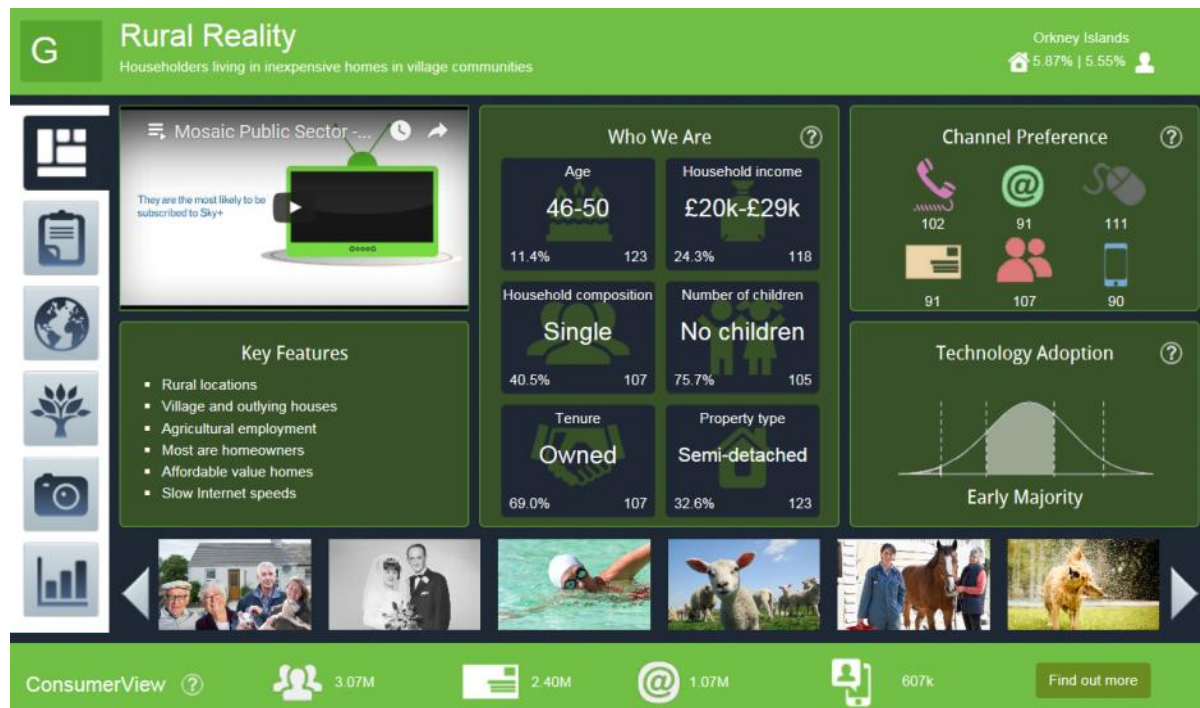 G
Rural Reality
Householders living in inexpensive homes in village communities
Orkney Islands
5.87% | 5.55%
Mosaic Public Sector -...
They are the most likely to be
subscribed to Sky+
Key Features
Rural locations
Village and outlying houses
Agricultural employment
Most are homeowners
Affordable value homes
Slow Internet speeds
Who We Are ?
Age
46-50
11.4% 123
Household income
£20k-£29k
24.3% 118
Household composition
Single
40.5% 107
Number of children
No children
75.7% 105
Tenure
Owned
69.0% 107
Property type
Semi-detached
32.6% 123
Channel Preference ?
@
102 91 111
91 107 90
Technology Adoption ?
Early Majority
ConsumerView ? 3.07M 2.40M @ 1.07M 607k Find out more